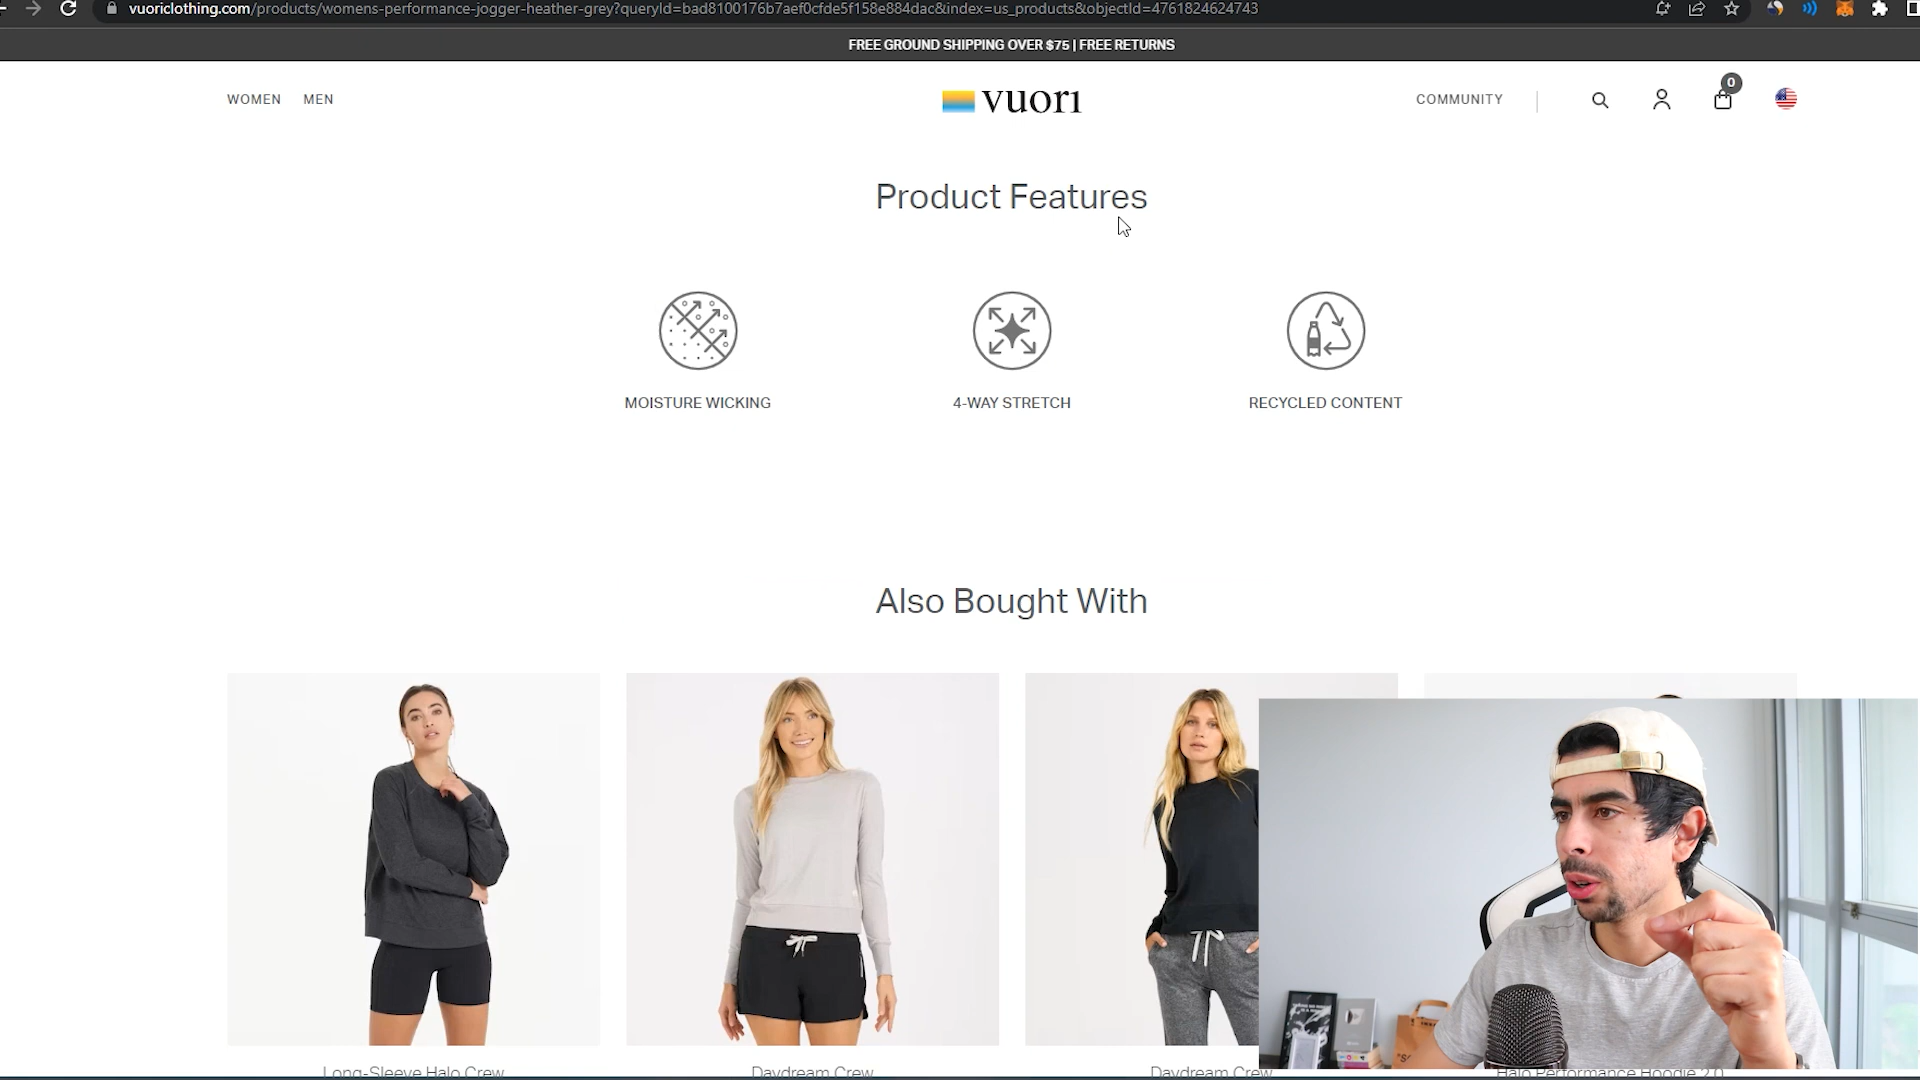 vuoriclothing.com/products/womens-performance-jogger-heather-grey?queryId=bad8100176b7aef0cfde5f158e884dac&index=us_products&objectId=4761824624743
FREE GROUND SHIPPING OVER $75 | FREE RETURNS
WOMEN MEN
vuori
COMMUNITY
0
Product Features
MOISTURE WICKING
4-WAY STRETCH
RECYCLED CONTENT
Also Bought With
Long-Sleeve Halo Crew
Daydream Crew
Daydream Crew
Halo Performance Hoodie 2.0